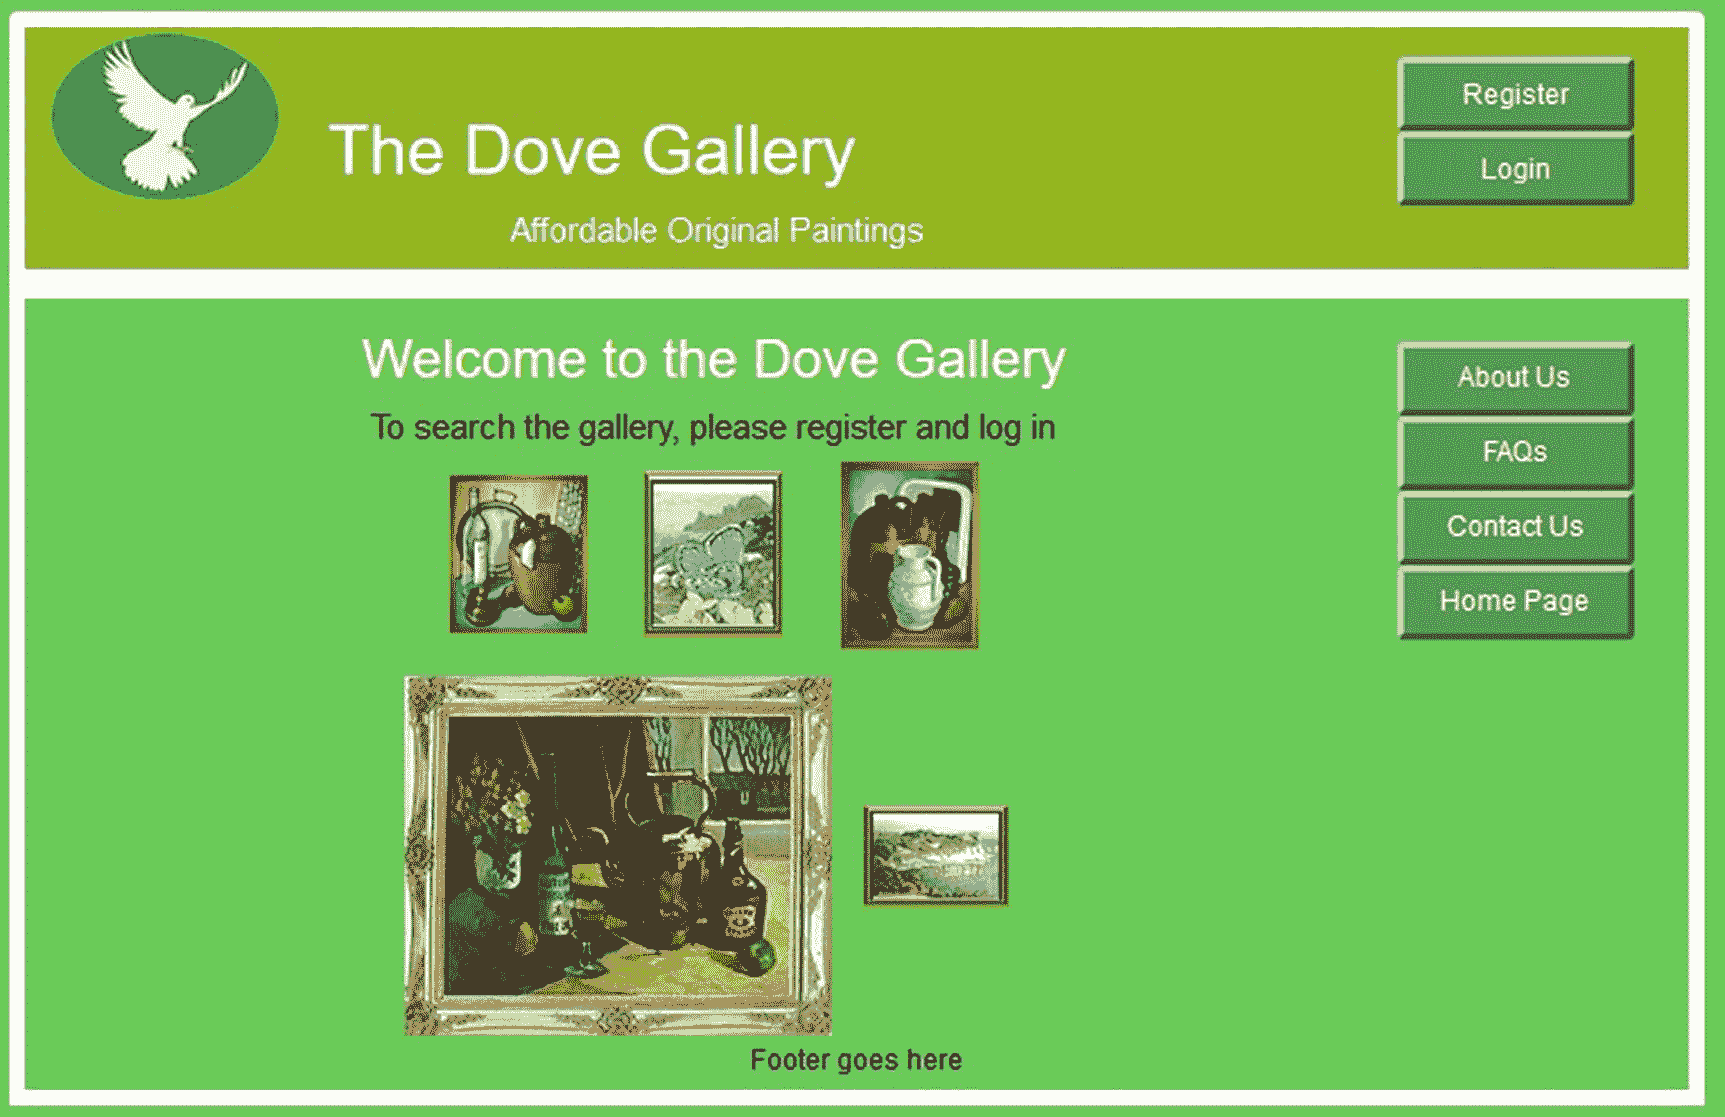 The Dove Gallery
Affordable Original Paintings
Register
Login
Welcome to the Dove Gallery
To search the gallery, please register and log in
About Us
FAQs
Contact Us
Home Page
Footer goes here